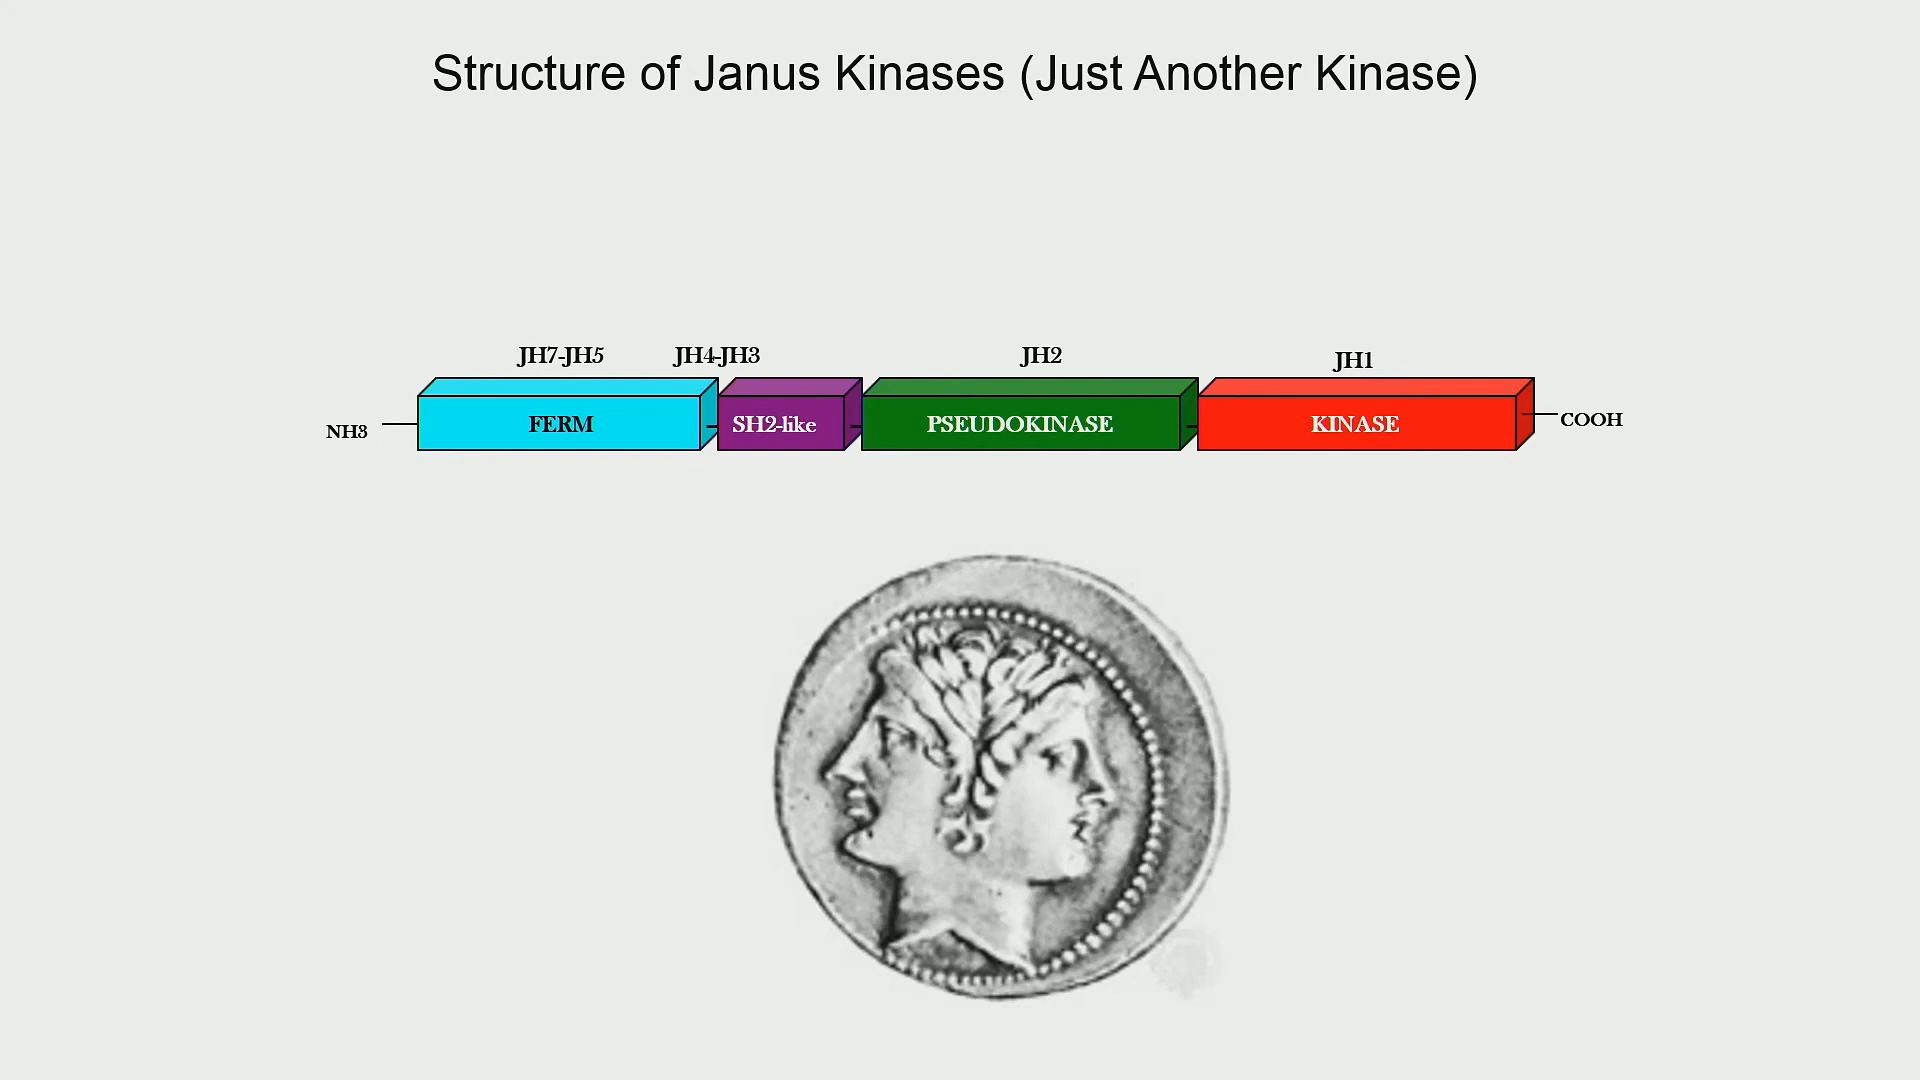 Structure of Janus Kinases (Just Another Kinase)
JH7-JH5 JH4-JH3 JH2 JH1
NH3 FERM SH2-like PSEUDOKINASE KINASE COOH